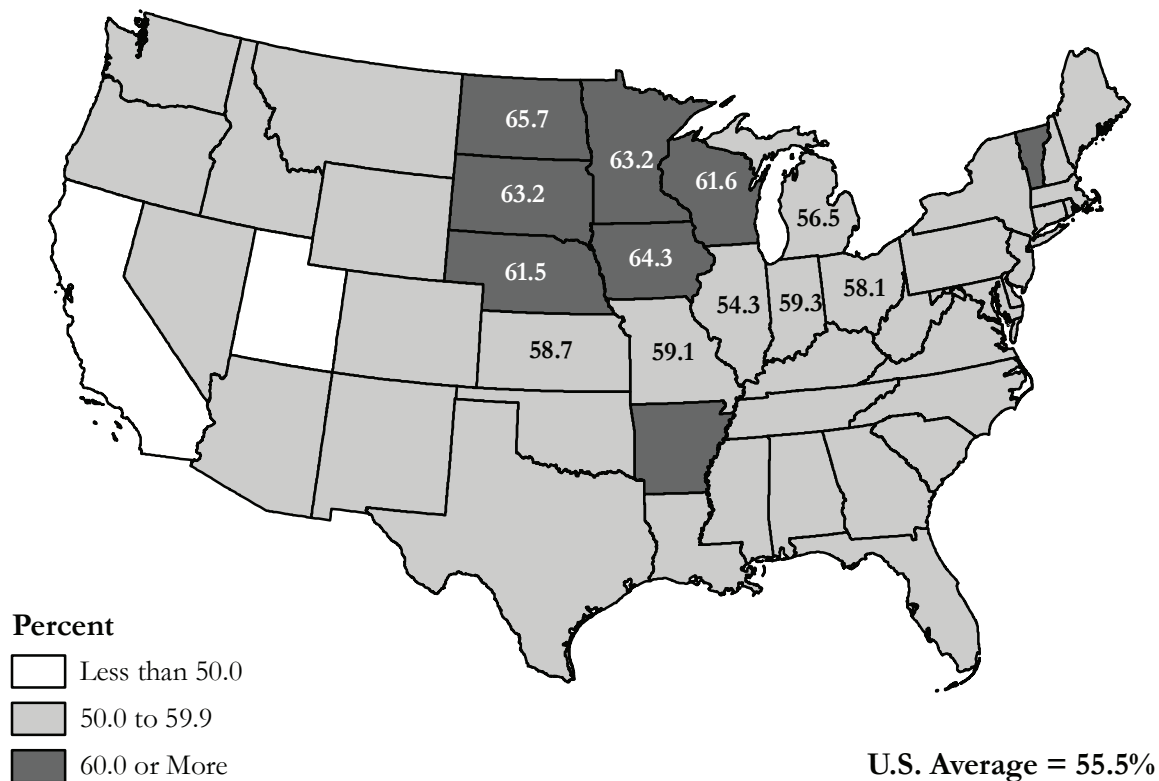 65.7
63.2
61.6
63.2
56.5
64.3
61.5
58.1
54.3
59.3
58.7
59.1
Percent
Less than 50.0
50.0 to 59.9
60.0 or More
U.S. Average = 55.5%